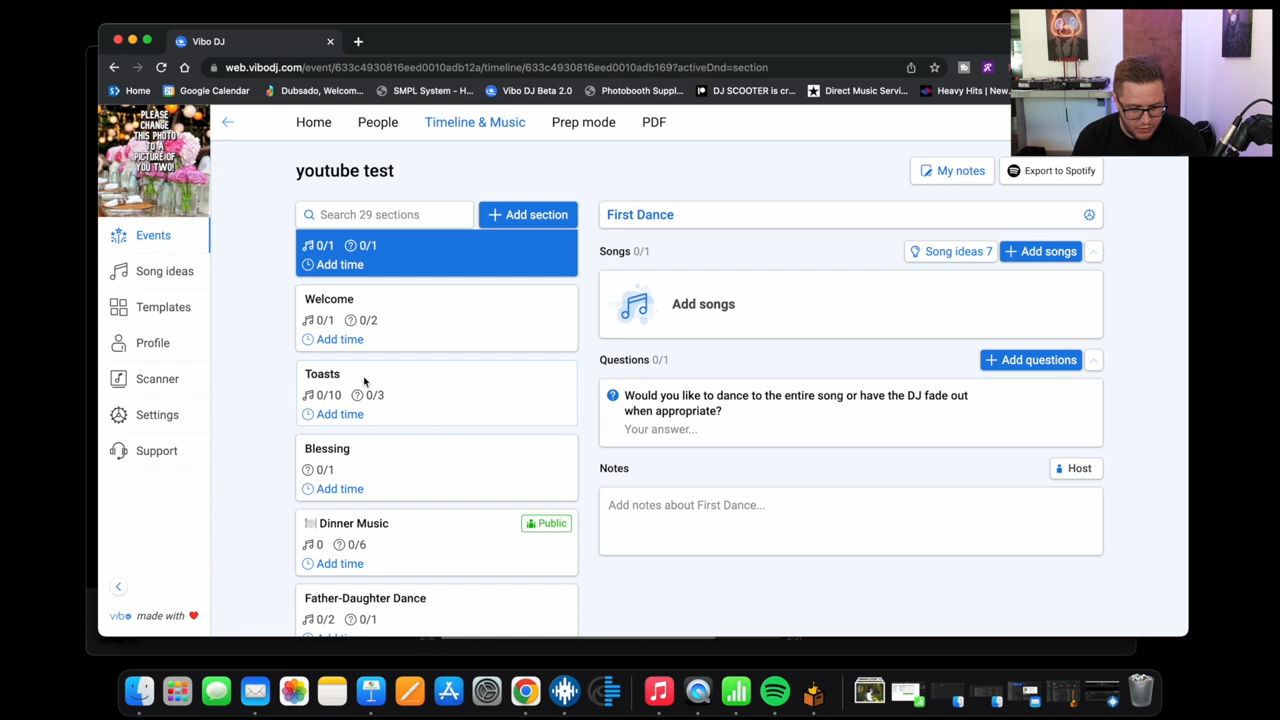 Vibo DJ
web.vibodj.com/event/633c4930816eed0010adb12a/timeline/633c4930816eed0010adb169?activeDnd=section
Home
Google Calendar
Dubsado, Welcom...
SMPL System - H...
Vibo DJ Beta 2.0
Photobooth Suppl...
DJ SCOOTER is cr...
Direct Music Servi...
Heavy Hits | New
PLEASE
CHANGE
THIS PHOTO
TO A
PICTURE OF
YOU TWO!
Home
People
Timeline & Music
Prep mode
PDF
youtube test
My notes
Export to Spotify
Events
Song ideas
Templates
Profile
Scanner
Settings
Support
vibo made with
Search 29 sections
+ Add section
0/1 0/1
Add time
Welcome
0/1 0/2
Add time
Toasts
0/10 0/3
Add time
Blessing
0/1
Add time
Dinner Music
Public
0 0/6
Add time
Father-Daughter Dance
0/2 0/1
First Dance
Songs 0/1
Song ideas 7
+ Add songs
Add songs
Questions 0/1
+ Add questions
Would you like to dance to the entire song or have the DJ fade out
when appropriate?
Your answer...
Notes
Host
Add notes about First Dance...